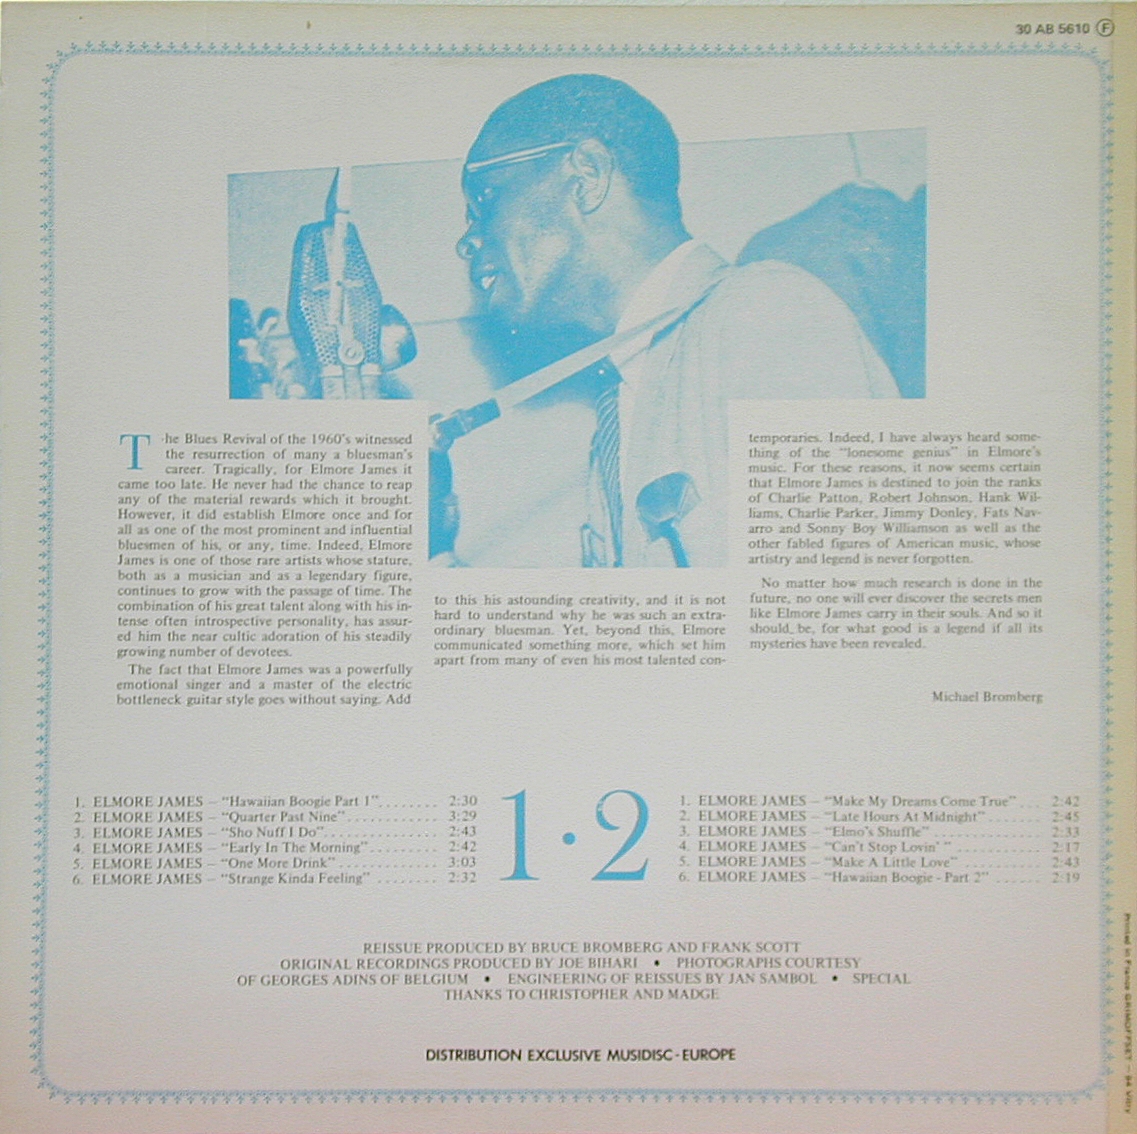 30 AB 5610 F
The Blues Revival of the 1960's witnessed
the resurrection of many a bluesman's
career. Tragically, for Elmore James it
came too late. He never had the chance to reap
any of the material rewards which it brought.
However, it did establish Elmore once and for
all as one of the most prominent and influential
bluesmen of his, or any, time. Indeed, Elmore
James is one of those rare artists whose stature,
both as a musician and as a legendary figure,
continues to grow with the passage of time. The
combination of his great talent along with his in-
tense often introspective personality, has assur-
ed him the near cultic adoration of his steadily
growing number of devotees.
The fact that Elmore James was a powerfully
emotional singer and a master of the electric
bottleneck guitar style goes without saying. Add
to this his astounding creativity, and it is not
hard to understand why he was such an extra-
ordinary bluesman. Yet, beyond this, Elmore
communicated something more, which set him
apart from many of even his most talented con-
temporaries. Indeed, I have always heard some-
thing of the "lonesome genius" in Elmore's
music. For these reasons, it now seems certain
that Elmore James is destined to join the ranks
of Charlie Patton, Robert Johnson, Hank Wil-
liams, Charlie Parker, Jimmy Donley, Fats Nav-
arro and Sonny Boy Williamson as well as the
other fabled figures of American music, whose
artistry and legend is never forgotten.
No matter how much research is done in the
future, no one will ever discover the secrets men
like Elmore James carry in their souls. And so it
should be, for what good is a legend if all its
mysteries have been revealed.
Michael Bromberg
1. ELMORE JAMES – "Hawaiian Boogie Part 1"........ 2:30
2. ELMORE JAMES – "Quarter Past Nine"............ 3:29
3. ELMORE JAMES – "Sho Nuff I Do"............... 2:43
4. ELMORE JAMES – "Early In The Morning"......... 2:42
5. ELMORE JAMES – "One More Drink"............. 3:03
6. ELMORE JAMES – "Strange Kinda Feeling" ........ 2:32
1·2
1. ELMORE JAMES – "Make My Dreams Come True" ... 2:42
2. ELMORE JAMES – "Late Hours At Midnight"........ 2:45
3. ELMORE JAMES – "Elmo's Shuffle"............... 2:33
4. ELMORE JAMES – "Can't Stop Lovin' " ............ 2:17
5. ELMORE JAMES – "Make A Little Love"........... 2:43
6. ELMORE JAMES – "Hawaiian Boogie - Part 2" ...... 2:19
REISSUE PRODUCED BY BRUCE BROMBERG AND FRANK SCOTT
ORIGINAL RECORDINGS PRODUCED BY JOE BIHARI • PHOTOGRAPHS COURTESY
OF GEORGES ADINS OF BELGIUM • ENGINEERING OF REISSUES BY JAN SAMBOL • SPECIAL
THANKS TO CHRISTOPHER AND MADGE
DISTRIBUTION EXCLUSIVE MUSIDISC - EUROPE
Printed in France GRIMOFFSET — 94 Vitry